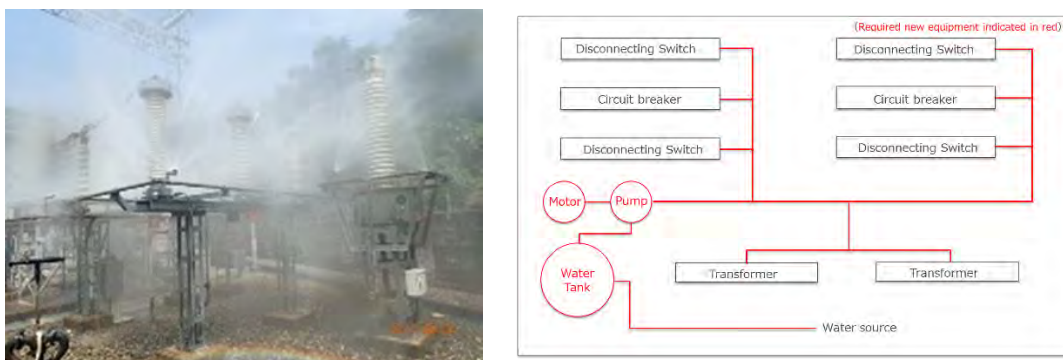 (Required new equipment indicated in red)
Disconnecting Switch
Disconnecting Switch
Circuit breaker
Circuit breaker
Disconnecting Switch
Disconnecting Switch
Motor
Pump
Water
Tank
Transformer
Transformer
Water source